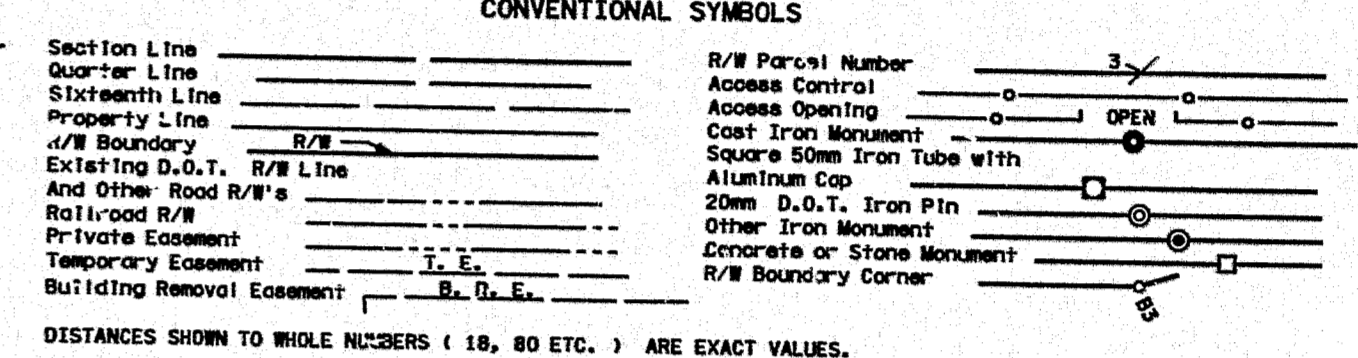 CONVENTIONAL SYMBOLS
Section Line
Quarter Line
Sixteenth Line
Property Line
R/W Boundary R/W
Existing D.O.T. R/W Line
And Other Road R/W's
Railroad R/W
Private Easement
Temporary Easement T. E.
Building Removal Easement B. R. E.
R/W Parcel Number 3
Access Control
Access Opening OPEN
Cast Iron Monument
Square 50mm Iron Tube with
Aluminum Cap
20mm D.O.T. Iron Pin
Other Iron Monument
Concrete or Stone Monument
R/W Boundary Corner B3
DISTANCES SHOWN TO WHOLE NUMBERS ( 18, 80 ETC. ) ARE EXACT VALUES.